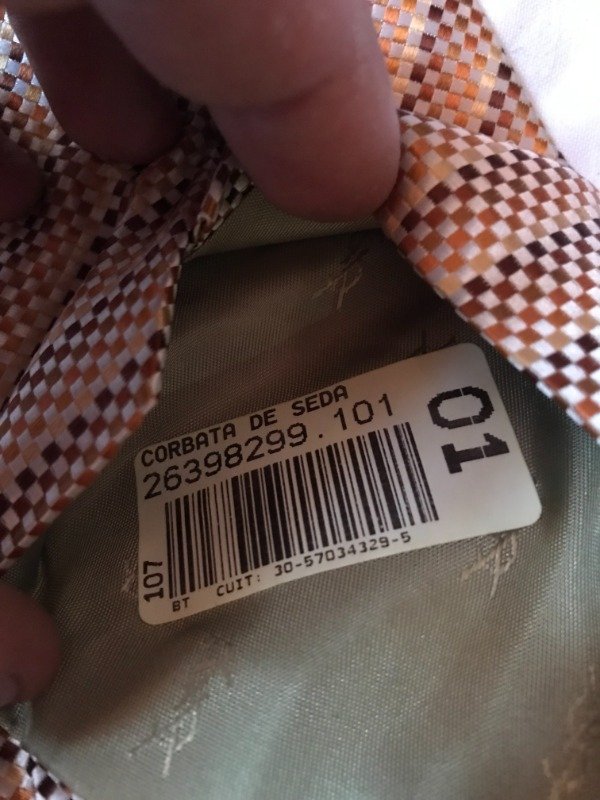 CORBATA DE SEDA
26398299.101
01
107
BT CUIT: 30-57034329-5